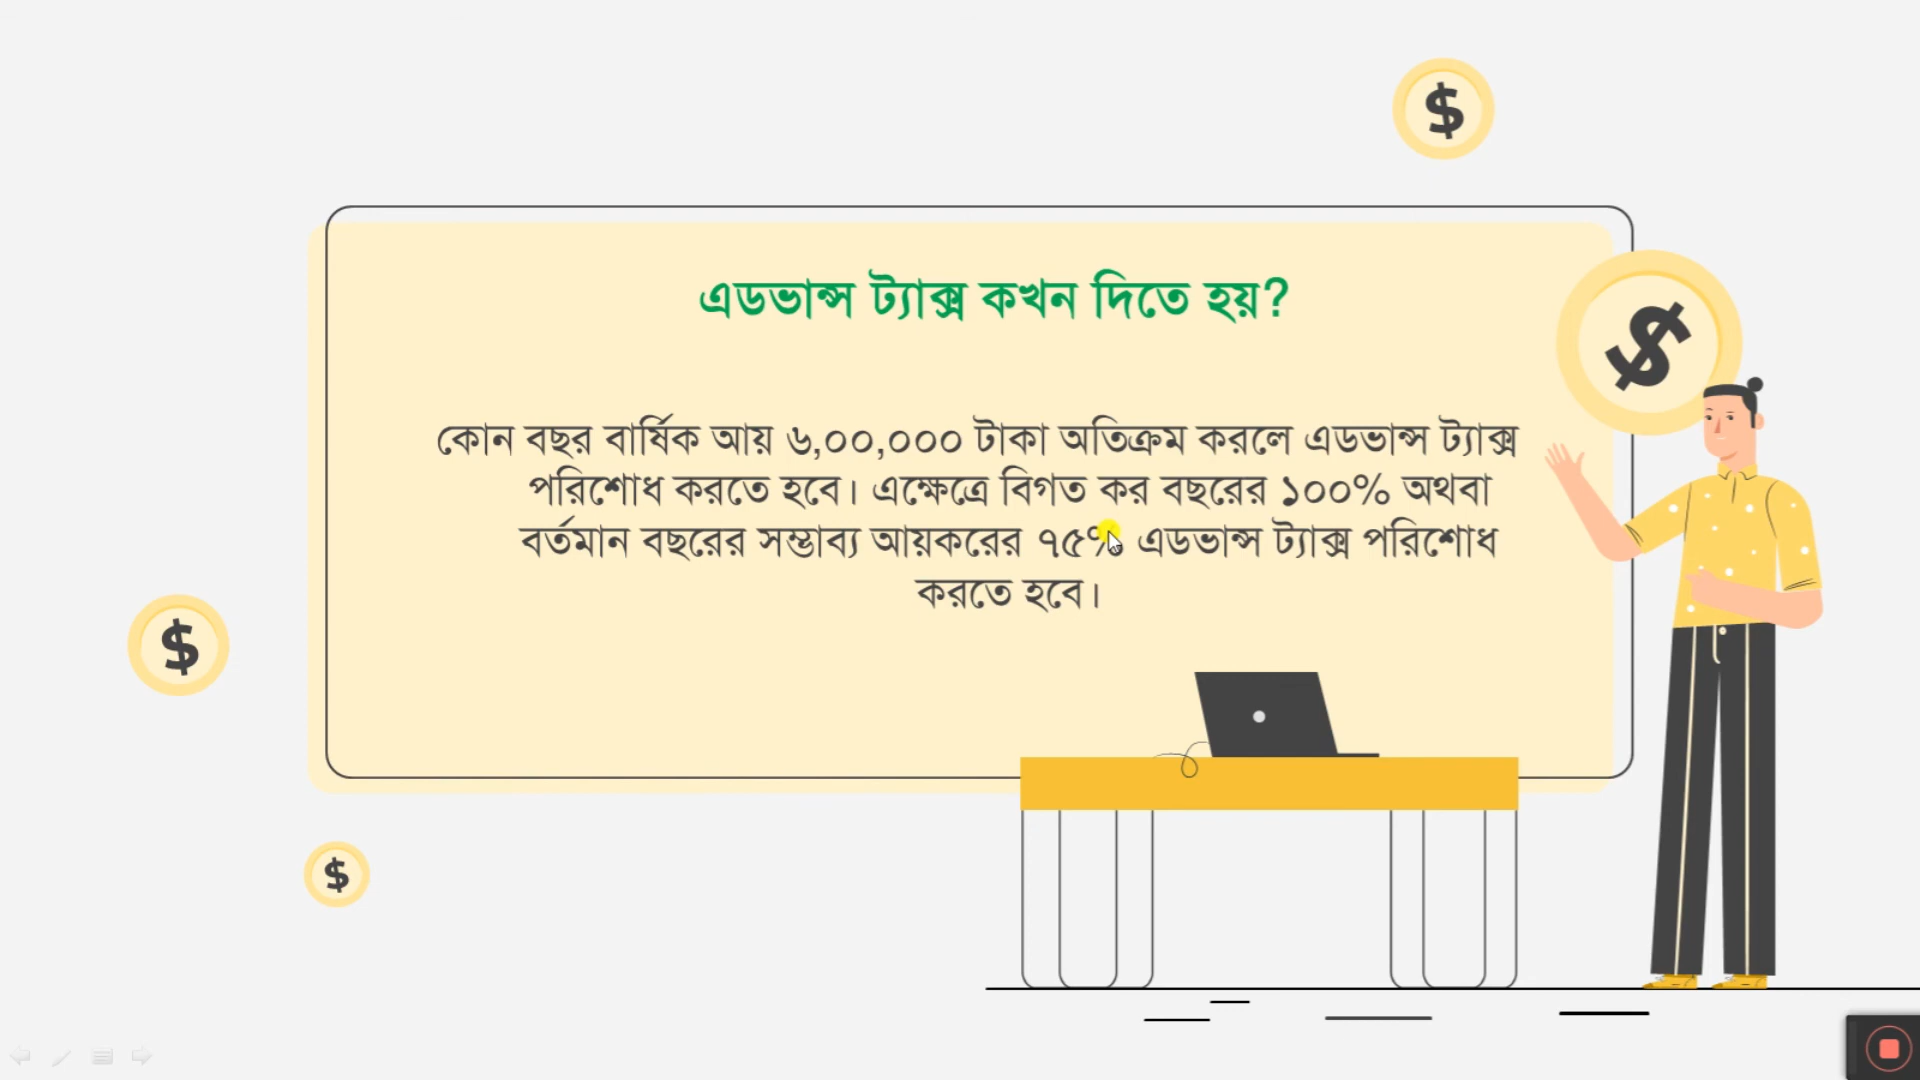 এডভান্স ট্যাক্স কখন দিতে হয়?
কোন বছর বার্ষিক আয় ৬,০০,০০০ টাকা অতিক্রম করলে এডভান্স ট্যাক্স
পরিশোধ করতে হবে। এক্ষেত্রে বিগত কর বছরের ১০০% অথবা
বর্তমান বছরের সম্ভাব্য আয়করের ৭৫% এডভান্স ট্যাক্স পরিশোধ
করতে হবে।
$
$
$
$